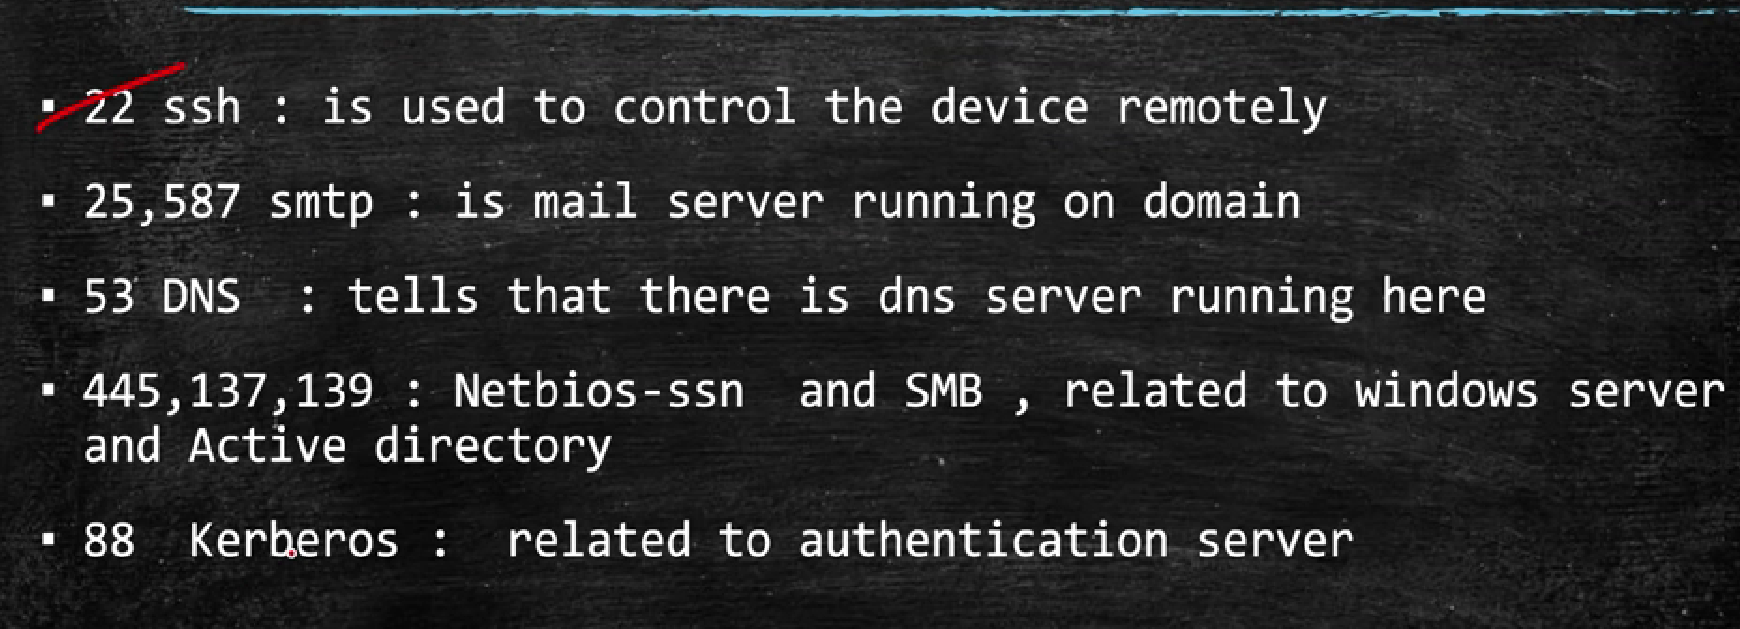 ▪ 22 ssh : is used to control the device remotely
▪ 25,587 smtp : is mail server running on domain
▪ 53 DNS  : tells that there is dns server running here
▪ 445,137,139 : Netbios-ssn  and SMB , related to windows server
and Active directory
▪ 88  Kerberos :  related to authentication server